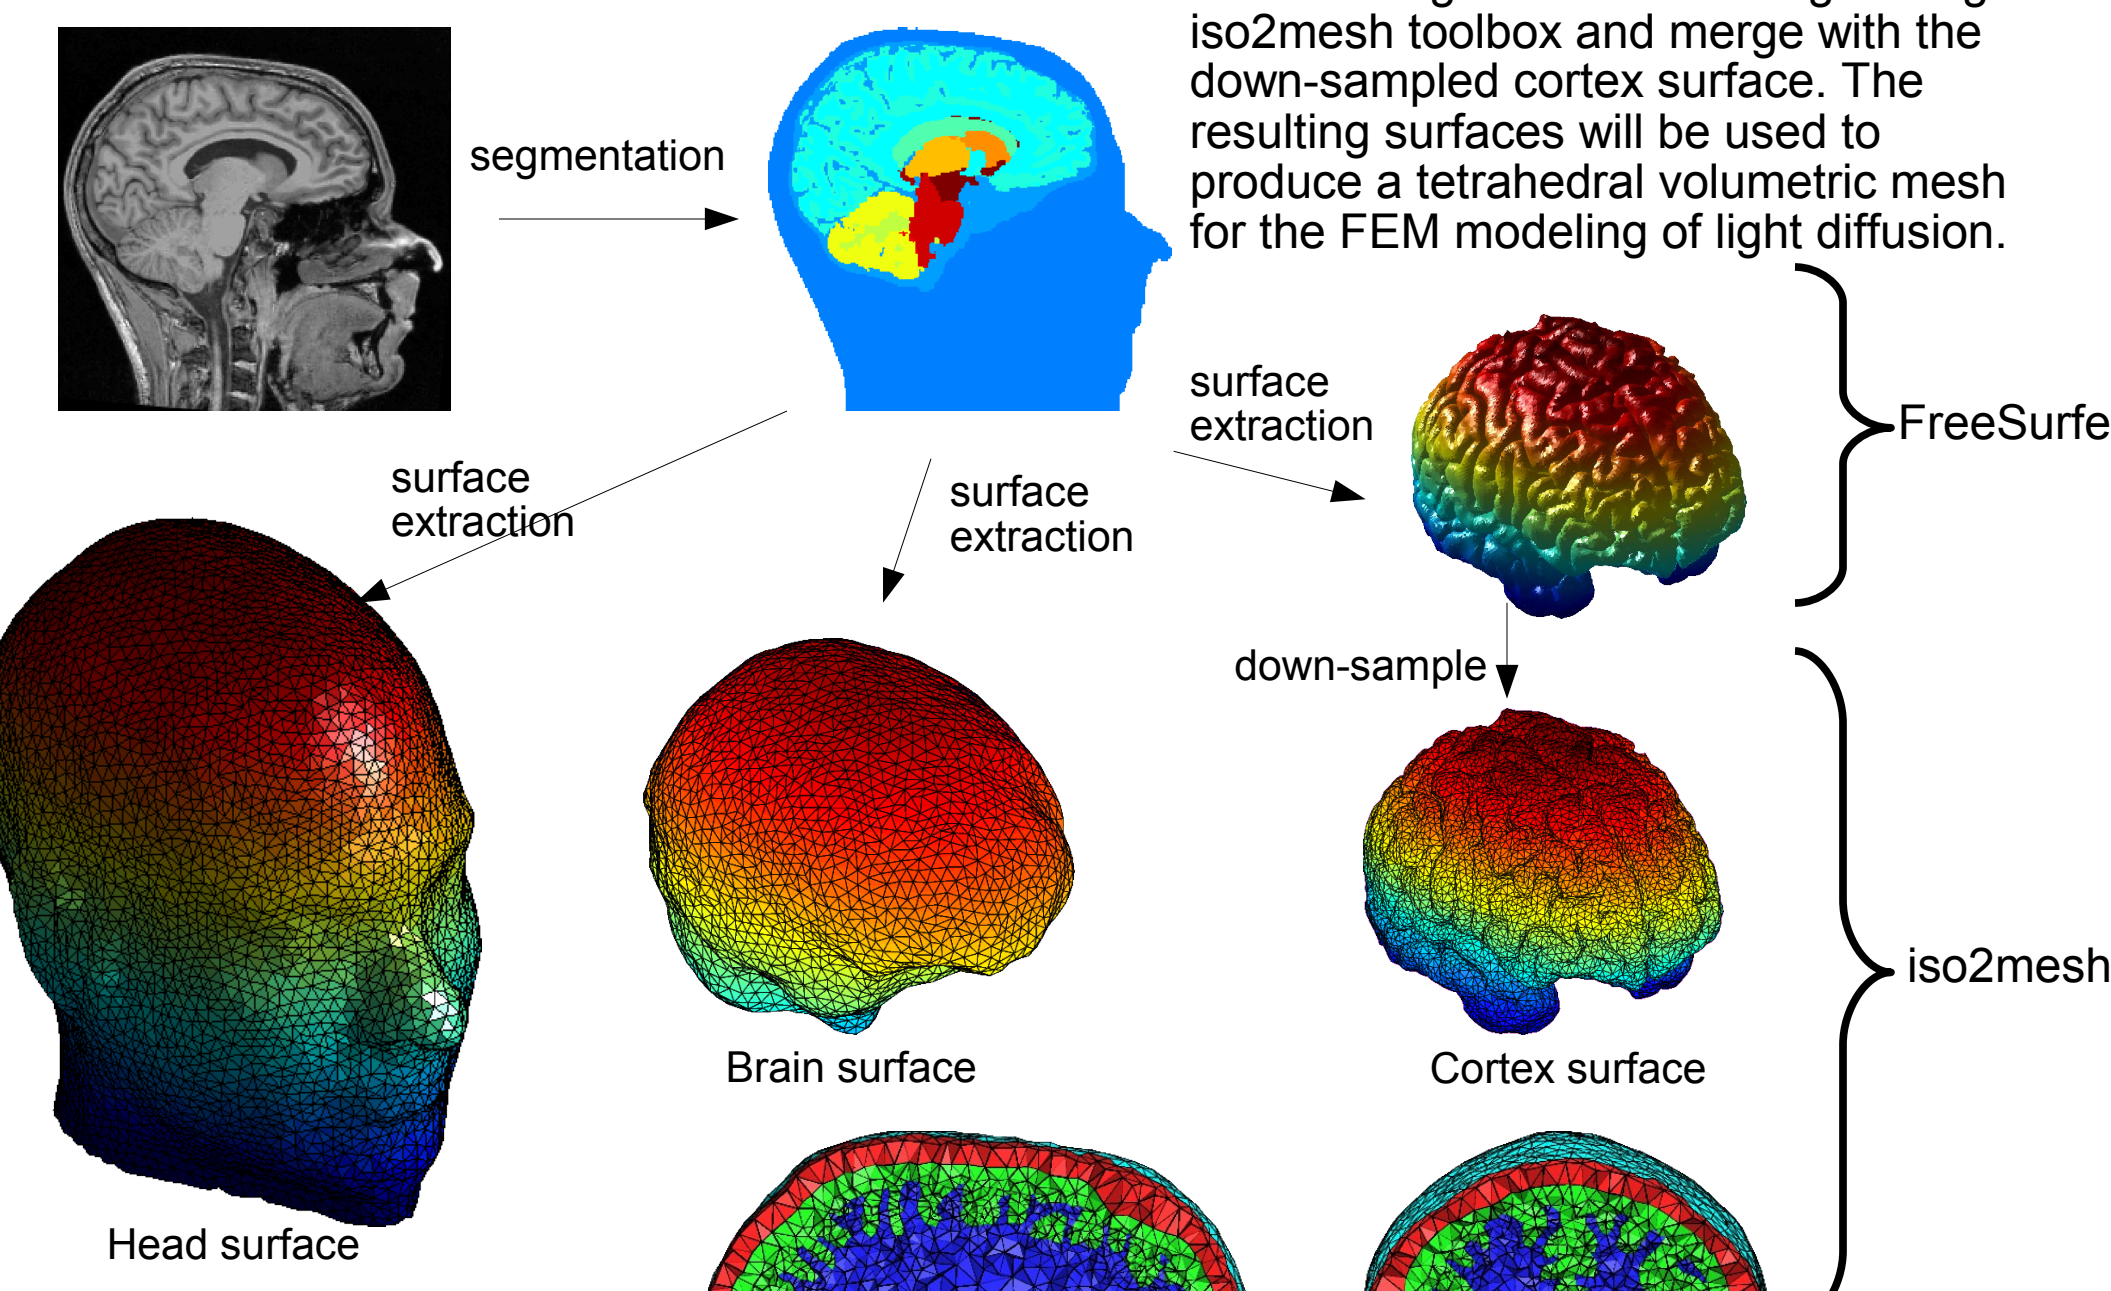 iso2mesh toolbox and merge with the
down-sampled cortex surface. The
resulting surfaces will be used to
produce a tetrahedral volumetric mesh
for the FEM modeling of light diffusion.
segmentation
surface
extraction
surface
extraction
surface
extraction
FreeSurfe
down-sample
iso2mesh
Brain surface
Cortex surface
Head surface